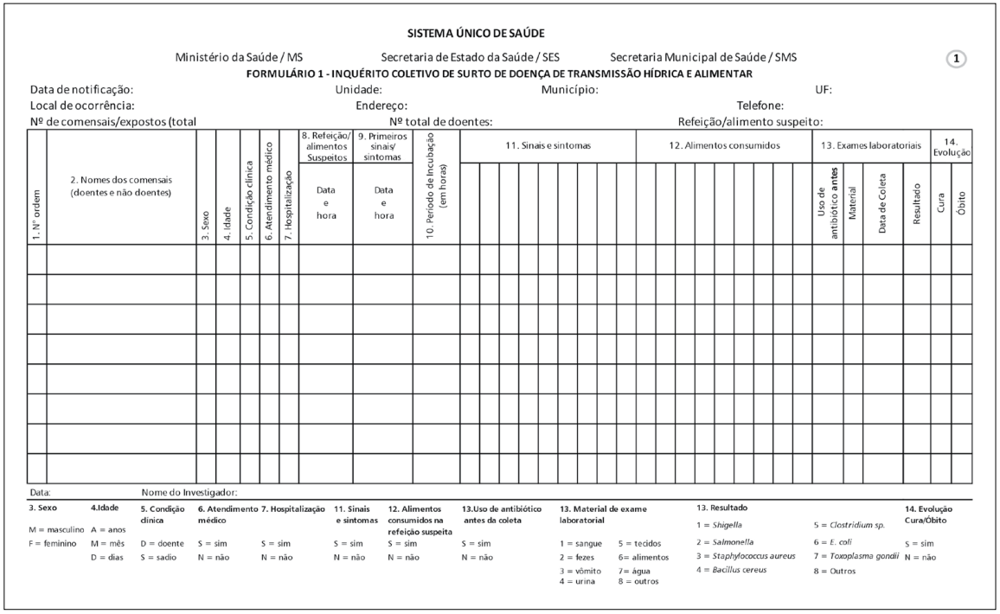 SISTEMA ÚNICO DE SAÚDE
Ministério da Saúde / MS Secretaria de Estado da Saúde / SES Secretaria Municipal de Saúde / SMS 1
FORMULÁRIO 1 - INQUÉRITO COLETIVO DE SURTO DE DOENÇA DE TRANSMISSÃO HÍDRICA E ALIMENTAR
Data de notificação: Unidade: Município: UF:
Local de ocorrência: Endereço: Telefone:
Nº de comensais/expostos (total Nº total de doentes: Refeição/alimento suspeito:
1. N° ordem
2. Nomes dos comensais
(doentes e não doentes)
3. Sexo
4. Idade
5. Condição clínica
6. Atendimento médico
7. Hospitalização
8. Refeição/
alimentos
Suspeitos
Data
e
hora
9. Primeiros
sinais/
sintomas
Data
e
hora
10. Período de Incubação
(em horas)
11. Sinais e sintomas
12. Alimentos consumidos
13. Exames laboratoriais
Uso de
antibiótico antes
Material
Data de Coleta
Resultado
14.
Evolução
Cura
Óbito
Data: Nome do Investigador:
3. Sexo
M = masculino
F = feminino
4.Idade
A = anos
M = mês
D = dias
5. Condição
clínica
D = doente
S = sadio
6. Atendimento
médico
S = sim
N = não
7. Hospitalização
S = sim
N = não
11. Sinais
e sintomas
S = sim
N = não
12. Alimentos
consumidos na
refeição suspeita
S = sim
N = não
13.Uso de antibiótico
antes da coleta
S = sim
N = não
13. Material de exame
laboratorial
1 = sangue
2 = fezes
3 = vômito
4 = urina
5 = tecidos
6= alimentos
7= água
8 = outros
13. Resultado
1 = Shigella
2 = Salmonella
3 = Staphylococcus aureus
4 = Bacillus cereus
5 = Clostridium sp.
6 = E. coli
7 = Toxoplasma gondii
8 = Outros
14. Evolução
Cura/Óbito
S = sim
N = não